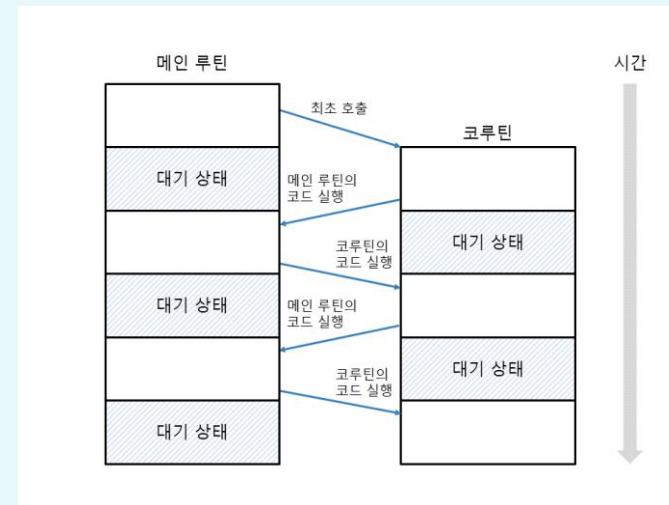 메인 루틴
시간
최초 호출
코루틴
대기 상태
메인 루틴의
코드 실행
대기 상태
코루틴의
코드 실행
대기 상태
메인 루틴의
코드 실행
대기 상태
코루틴의
코드 실행
대기 상태